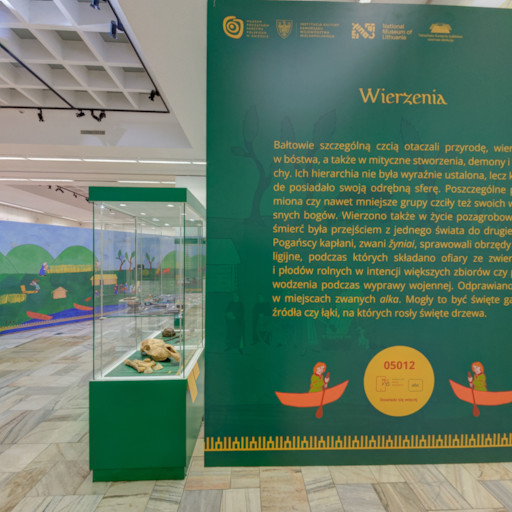 National
Museum of
Lithuania
Wierzenia
Bałtowie szczególną czcią otaczali przyrodę, wier
w bóstwa, a także w mityczne stworzenia, demony i
chy. Ich hierarchia nie była wyraźnie ustalona, lecz k
de posiadało swoją odrębną sferę. Poszczególne p
miona czy nawet mniejsze grupy czciły też swoich w
snych bogów. Wierzono także w życie pozagrobow
śmierć była przejściem z jednego świata do drugie
Pogańscy kapłani, zwani żyniai, sprawowali obrzędy
ligijne, podczas których składano ofiary ze zwier
i płodów rolnych w intencji większych zbiorów czy p
wodzenia podczas wyprawy wojennej. Odprawiano
w miejscach zwanych alka. Mogły to być święte ga
źródła czy łąki, na których rosły święte drzewa.
05012